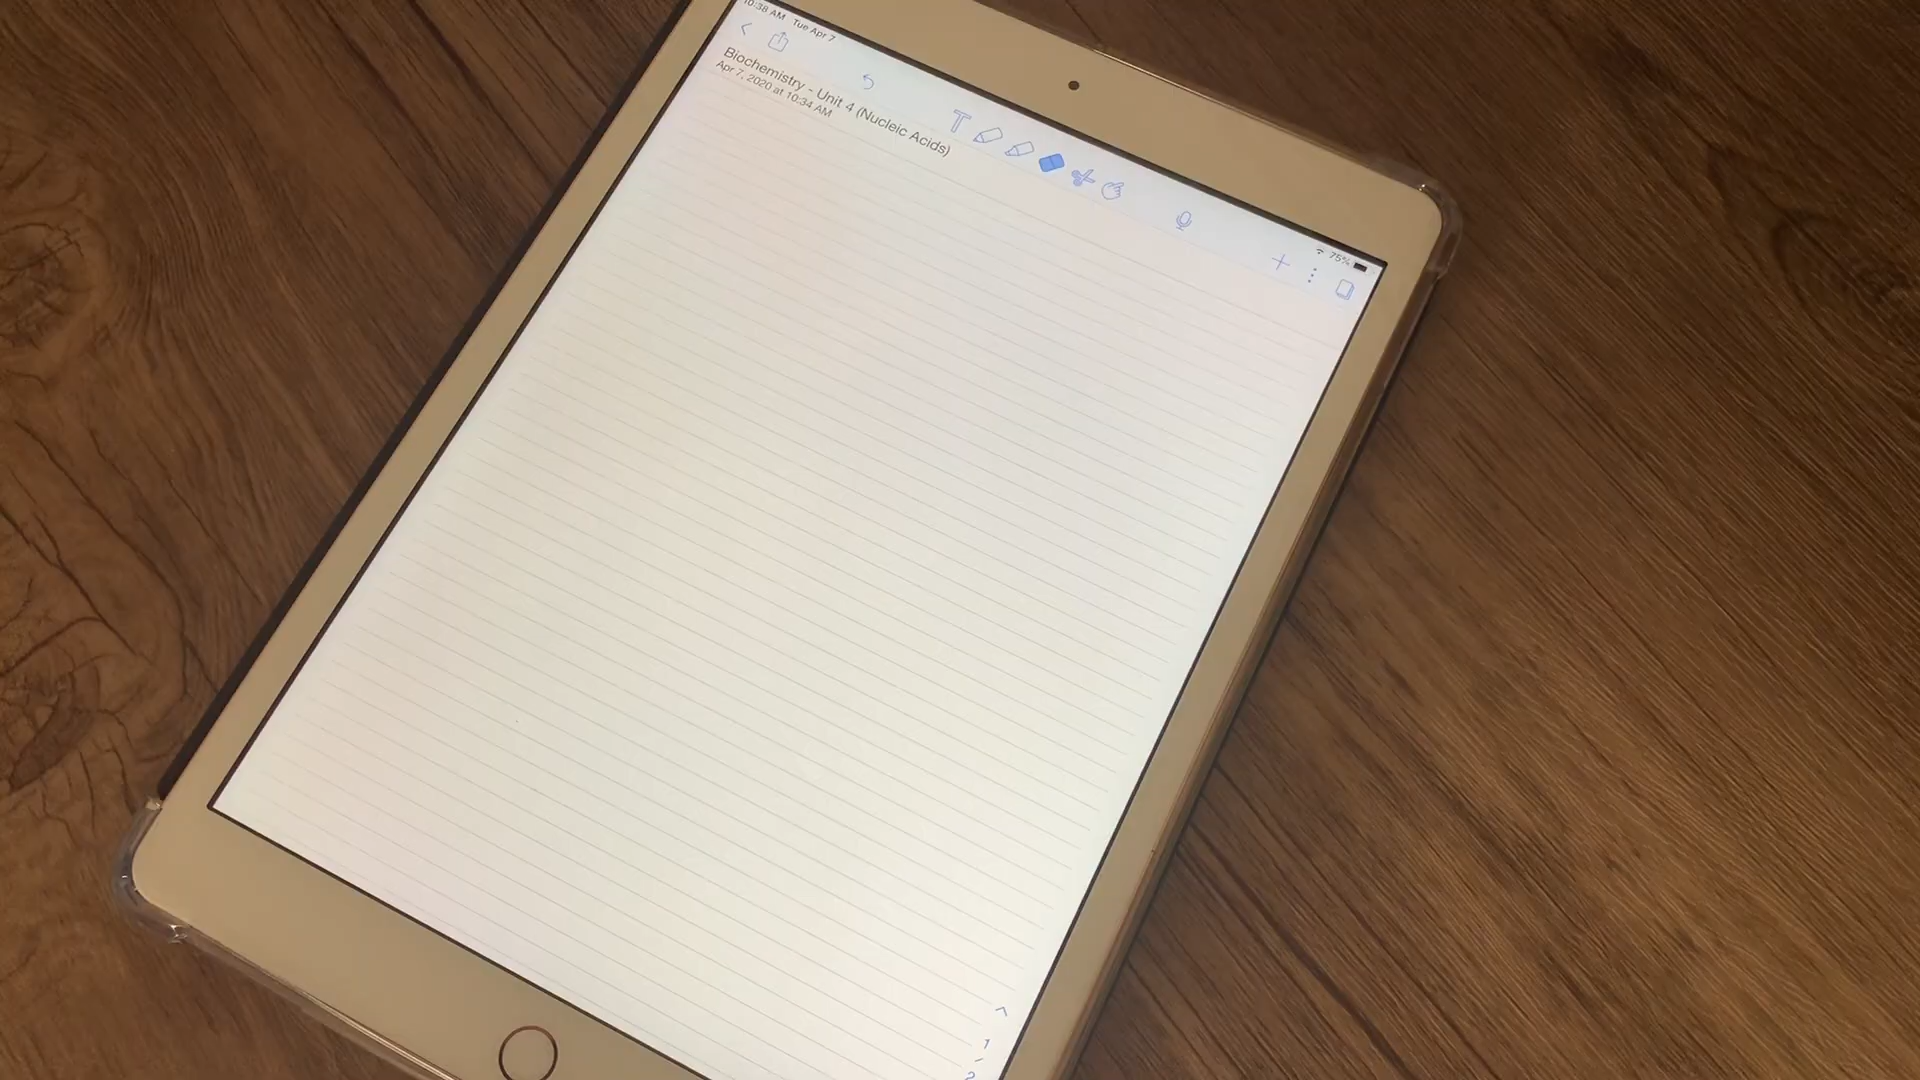 10:38 AM Tue Apr 7
75%
Biochemistry - Unit 4 (Nucleic Acids)
Apr 7, 2020 at 10:34 AM
1
/
2